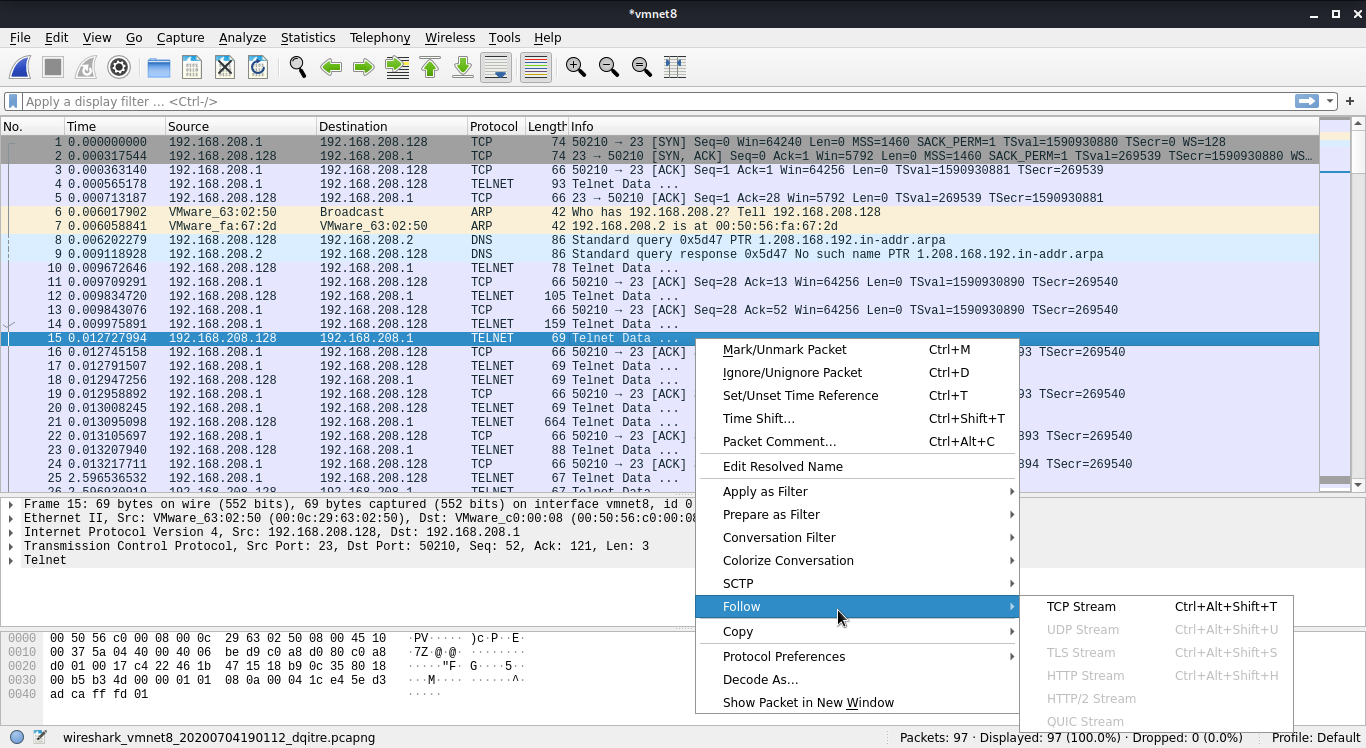 *vmnet8
File Edit View Go Capture Analyze Statistics Telephony Wireless Tools Help
Apply a display filter ... <Ctrl-/>
No. Time Source Destination Protocol Length Info
1 0.000000000 192.168.208.1 192.168.208.128 TCP 74 50210 → 23 [SYN] Seq=0 Win=64240 Len=0 MSS=1460 SACK_PERM=1 TSval=1590930880 TSecr=0 WS=128
2 0.000317544 192.168.208.128 192.168.208.1 TCP 74 23 → 50210 [SYN, ACK] Seq=0 Ack=1 Win=5792 Len=0 MSS=1460 SACK_PERM=1 TSval=269539 TSecr=1590930880 WS…
3 0.000363140 192.168.208.1 192.168.208.128 TCP 66 50210 → 23 [ACK] Seq=1 Ack=1 Win=64256 Len=0 TSval=1590930881 TSecr=269539
4 0.000565178 192.168.208.1 192.168.208.128 TELNET 93 Telnet Data ...
5 0.000713187 192.168.208.128 192.168.208.1 TCP 66 23 → 50210 [ACK] Seq=1 Ack=28 Win=5792 Len=0 TSval=269539 TSecr=1590930881
6 0.006017902 VMware_63:02:50 Broadcast ARP 42 Who has 192.168.208.2? Tell 192.168.208.128
7 0.006058841 VMware_fa:67:2d VMware_63:02:50 ARP 42 192.168.208.2 is at 00:50:56:fa:67:2d
8 0.006202279 192.168.208.128 192.168.208.2 DNS 86 Standard query 0x5d47 PTR 1.208.168.192.in-addr.arpa
9 0.009118928 192.168.208.2 192.168.208.128 DNS 86 Standard query response 0x5d47 No such name PTR 1.208.168.192.in-addr.arpa
10 0.009672646 192.168.208.128 192.168.208.1 TELNET 78 Telnet Data ...
11 0.009709291 192.168.208.1 192.168.208.128 TCP 66 50210 → 23 [ACK] Seq=28 Ack=13 Win=64256 Len=0 TSval=1590930890 TSecr=269540
12 0.009834720 192.168.208.128 192.168.208.1 TELNET 105 Telnet Data ...
13 0.009843076 192.168.208.1 192.168.208.128 TCP 66 50210 → 23 [ACK] Seq=28 Ack=52 Win=64256 Len=0 TSval=1590930890 TSecr=269540
14 0.009975891 192.168.208.1 192.168.208.128 TELNET 159 Telnet Data ...
15 0.012727994 192.168.208.128 192.168.208.1 TELNET 69 Telnet Data ...
16 0.012745158 192.168.208.1 192.168.208.128 TCP 66 50210 → 23 [ACK] 93 TSecr=269540
17 0.012791507 192.168.208.1 192.168.208.128 TELNET 69 Telnet Data ...
18 0.012947256 192.168.208.128 192.168.208.1 TELNET 69 Telnet Data ...
19 0.012958892 192.168.208.1 192.168.208.128 TCP 66 50210 → 23 [ACK] 393 TSecr=269540
20 0.013008245 192.168.208.1 192.168.208.128 TELNET 69 Telnet Data ...
21 0.013095098 192.168.208.128 192.168.208.1 TELNET 664 Telnet Data ...
22 0.013105697 192.168.208.1 192.168.208.128 TCP 66 50210 → 23 [ACK] 393 TSecr=269540
23 0.013207940 192.168.208.128 192.168.208.1 TELNET 88 Telnet Data ...
24 0.013217711 192.168.208.1 192.168.208.128 TCP 66 50210 → 23 [ACK] 394 TSecr=269540
25 2.596536532 192.168.208.1 192.168.208.128 TELNET 67 Telnet Data ...
26 2.596930919 192.168.208.128 192.168.208.1 TELNET 67 Telnet Data ...
Mark/Unmark Packet Ctrl+M
Ignore/Unignore Packet Ctrl+D
Set/Unset Time Reference Ctrl+T
Time Shift… Ctrl+Shift+T
Packet Comment… Ctrl+Alt+C
Edit Resolved Name
Apply as Filter
Prepare as Filter
Conversation Filter
Colorize Conversation
SCTP
Follow
Copy
Protocol Preferences
Decode As…
Show Packet in New Window
TCP Stream Ctrl+Alt+Shift+T
UDP Stream Ctrl+Alt+Shift+U
TLS Stream Ctrl+Alt+Shift+S
HTTP Stream Ctrl+Alt+Shift+H
HTTP/2 Stream
QUIC Stream
Frame 15: 69 bytes on wire (552 bits), 69 bytes captured (552 bits) on interface vmnet8, id 0
Ethernet II, Src: VMware_63:02:50 (00:0c:29:63:02:50), Dst: VMware_c0:00:08 (00:50:56:c0:00:08
Internet Protocol Version 4, Src: 192.168.208.128, Dst: 192.168.208.1
Transmission Control Protocol, Src Port: 23, Dst Port: 50210, Seq: 52, Ack: 121, Len: 3
Telnet
0000 00 50 56 c0 00 08 00 0c 29 63 02 50 08 00 45 10 ·PV····· )c·P··E·
0010 00 37 5a 04 40 00 40 06 be d9 c0 a8 d0 80 c0 a8 ·7Z·@·@· ········
0020 d0 01 00 17 c4 22 46 1b 47 15 18 b9 0c 35 80 18 ·····"F· G····5··
0030 00 b5 b3 4d 00 00 01 01 08 0a 00 04 1c e4 5e d3 ···M···· ······^·
0040 ad ca ff fd 01 ·····
wireshark_vmnet8_20200704190112_dqitre.pcapng Packets: 97 · Displayed: 97 (100.0%) · Dropped: 0 (0.0%) Profile: Default